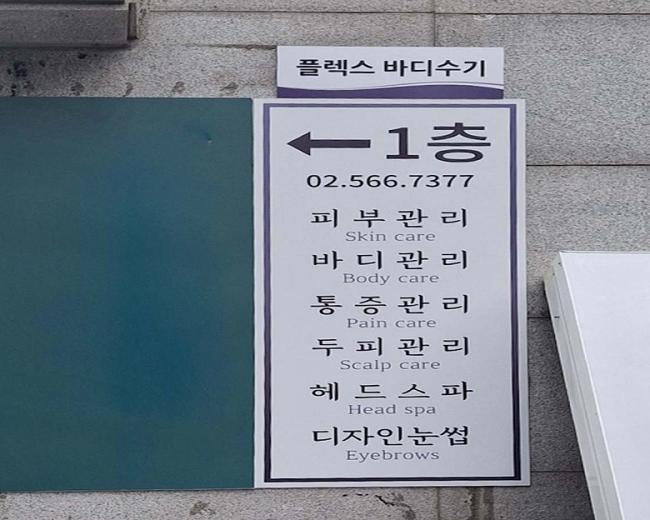 플렉스 바디수기
← 1층
02.566.7377
피부관리
Skin care
바디관리
Body care
통증관리
Pain care
두피관리
Scalp care
헤드스파
Head spa
디자인눈썹
Eyebrows